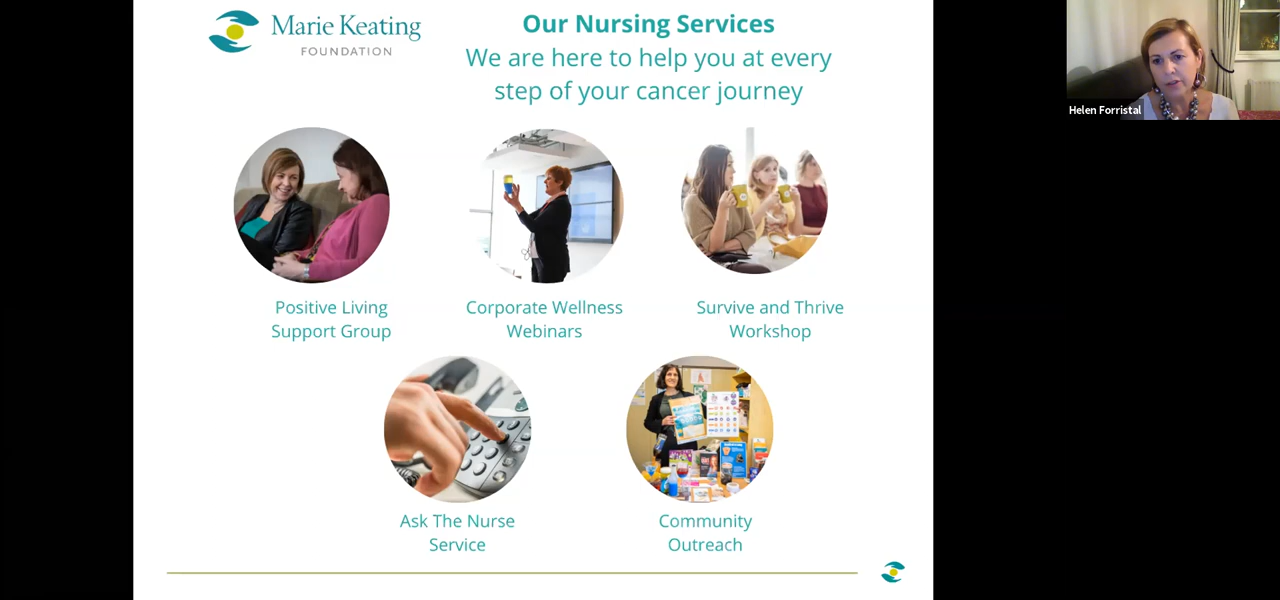 Marie Keating
FOUNDATION
Our Nursing Services
We are here to help you at every
step of your cancer journey
Helen Forristal
Positive Living
Support Group
Corporate Wellness
Webinars
Survive and Thrive
Workshop
Ask The Nurse
Service
Community
Outreach